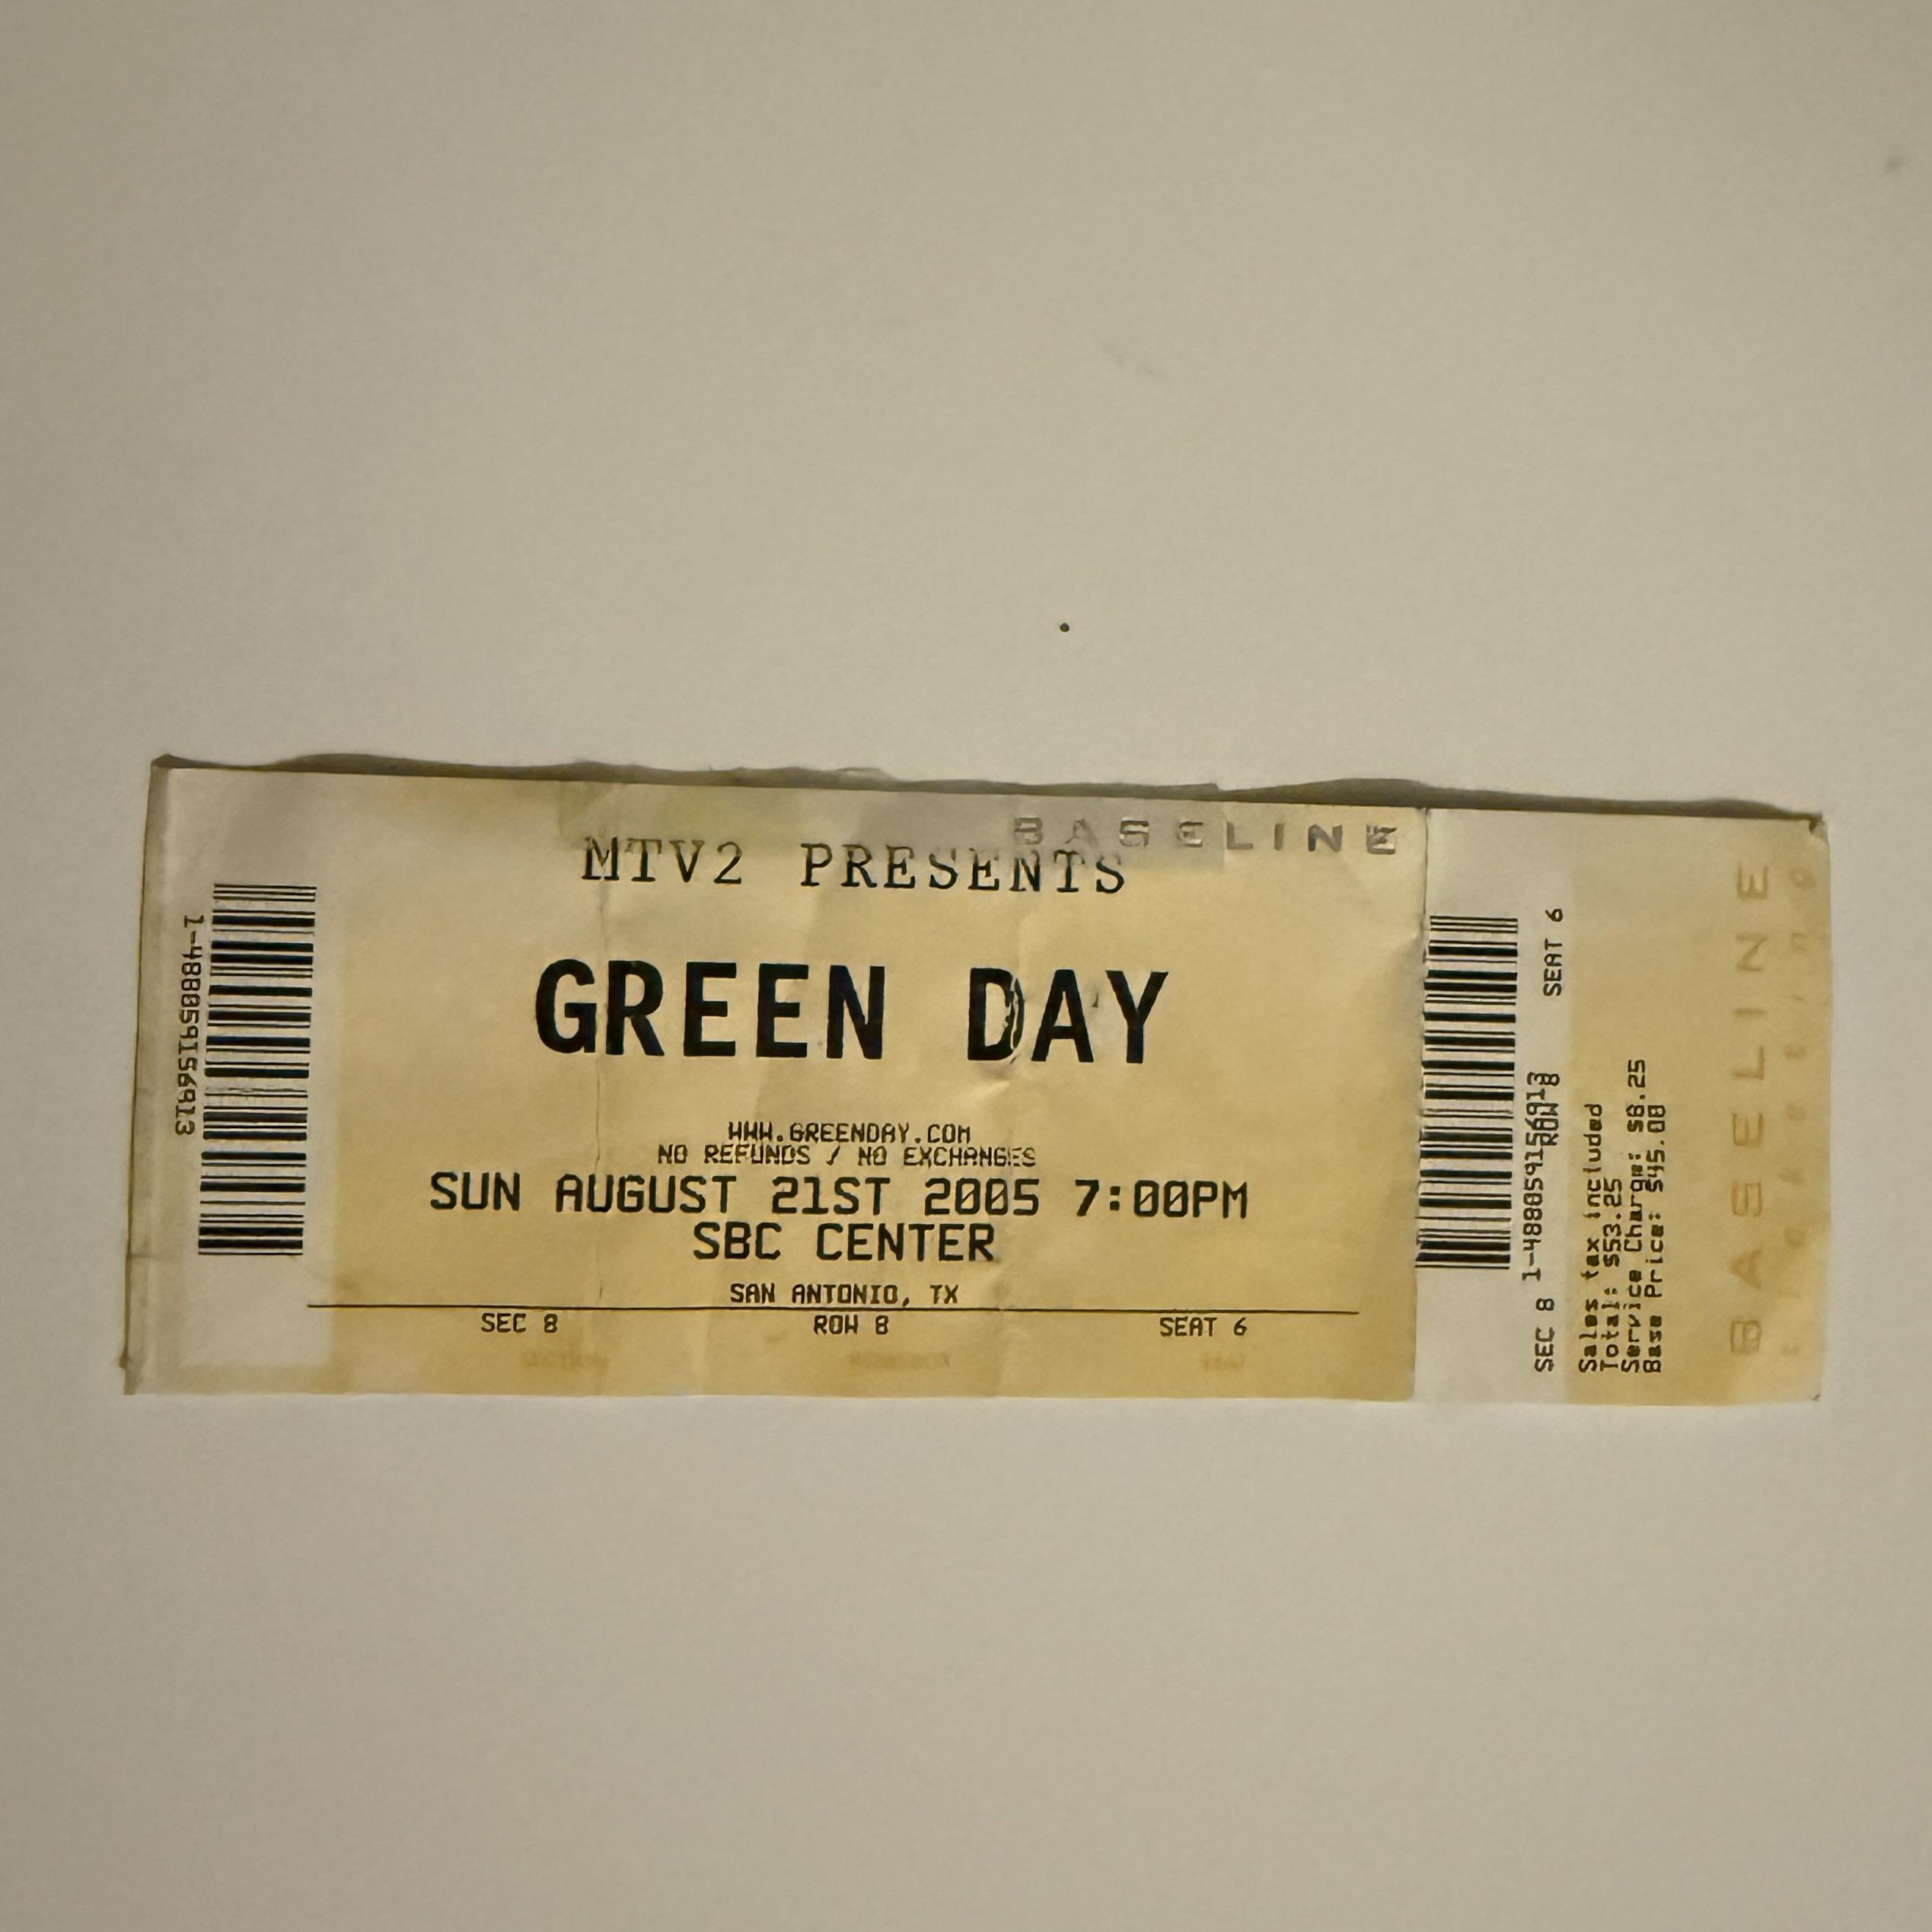 BASELINE
MTV2 PRESENTS
GREEN DAY
WWW.GREENDAY.COM
NO REFUNDS / NO EXCHANGES
SUN AUGUST 21ST 2005 7:00PM
SBC CENTER
SAN ANTONIO, TX
SEC 8 ROW 8 SEAT 6
1-488059156913
SEC 8 ROW 8 SEAT 6
1-488059156913
Sales tax included
Total: $53.25
Service Charge: $8.25
Base Price: $45.00
BASELINE